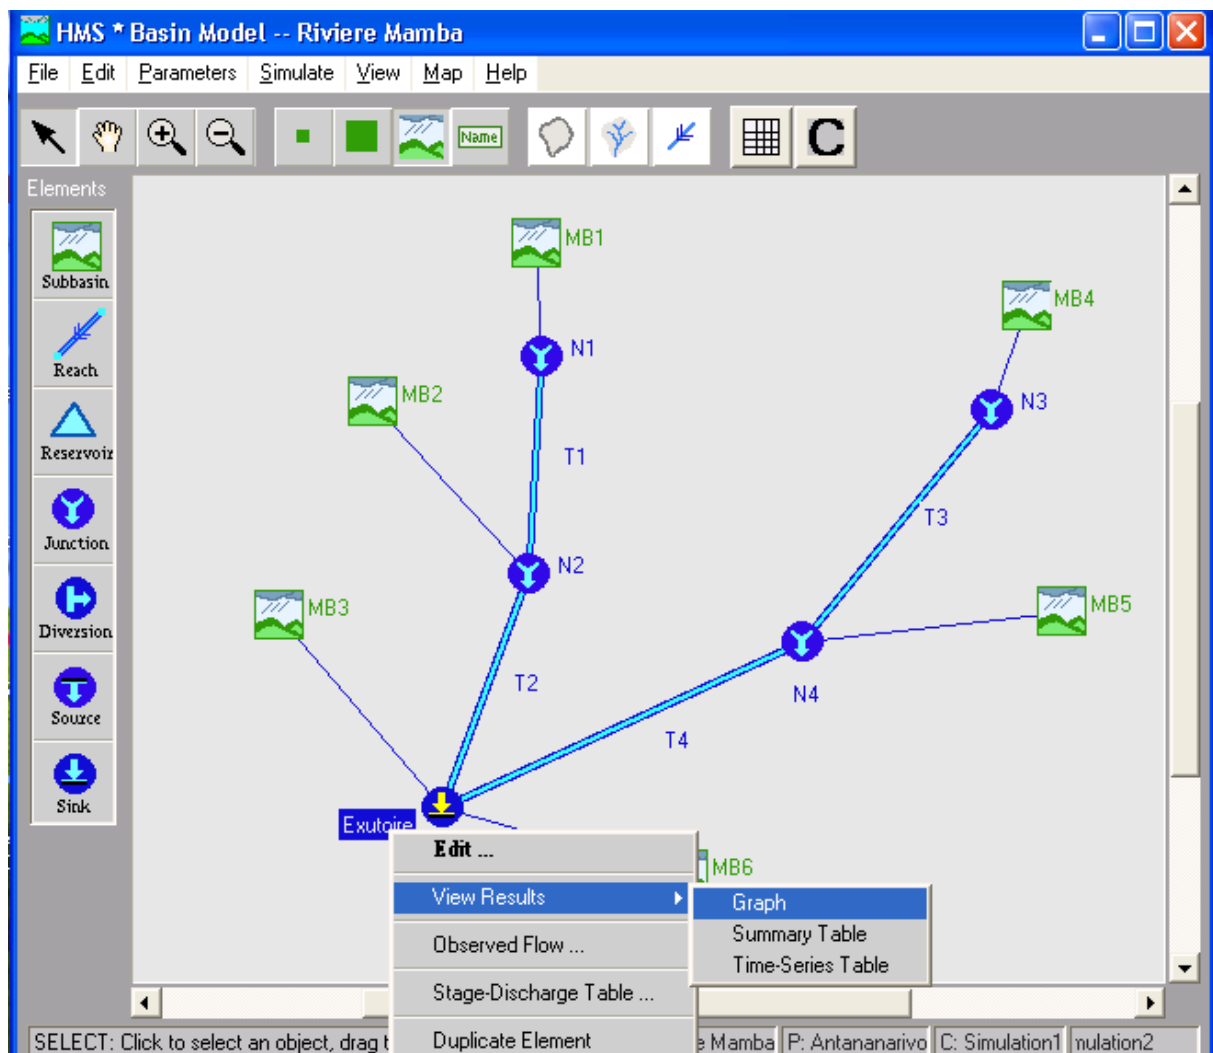 HMS * Basin Model -- Riviere Mamba
File Edit Parameters Simulate View Map Help
Name
C
Elements
Subbasin
Reach
Reservoir
Junction
Diversion
Source
Sink
MB1
MB4
N1
N3
MB2
T1
T3
N2
MB3
MB5
T2
N4
T4
Exutoire
Edit ...
MB6
View Results
Graph
Observed Flow ...
Summary Table
Time-Series Table
Stage-Discharge Table ...
Duplicate Element
SELECT: Click to select an object, drag t
e Mamba P: Antananarivo C: Simulation1 mulation2